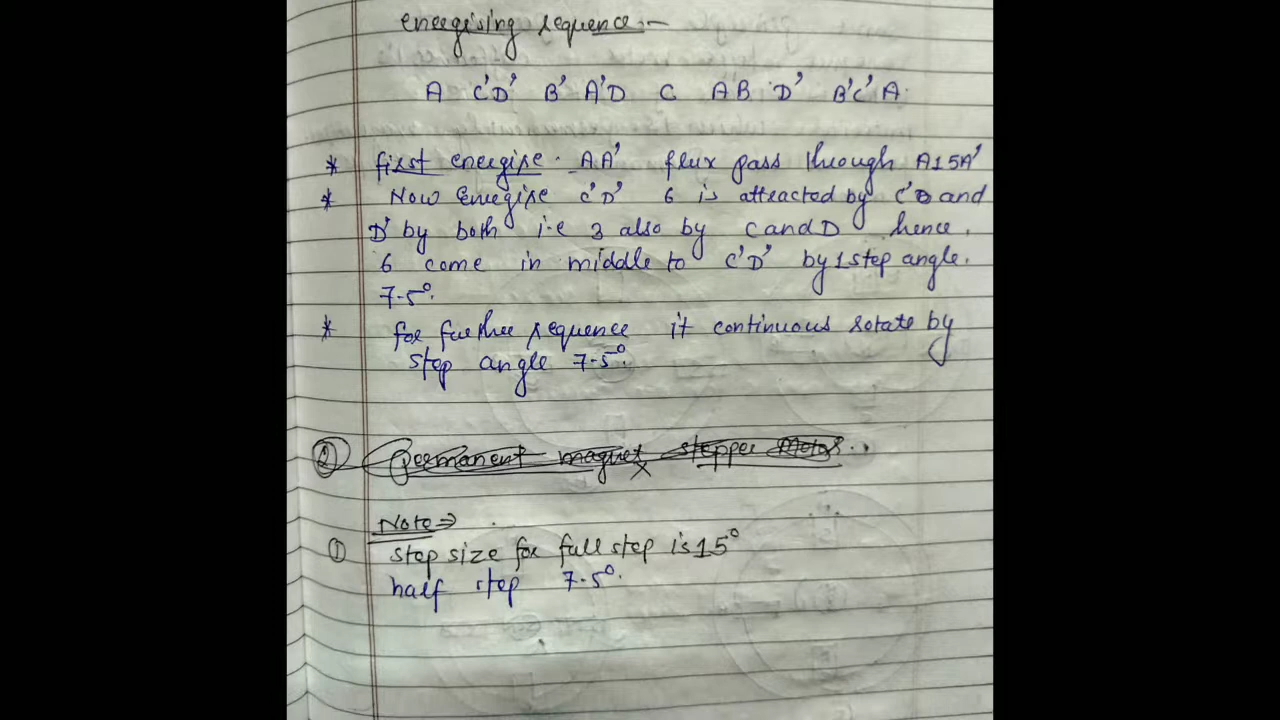 energising sequence:-
A C'D' B' A'D C AB D' B'C' A.
* first energise. AA' flux pass through A15A'
* Now Energise C'D' 6 is attracted by C' and
D' by both i.e 3 also by C and D hence,
6 come in middle to C'D' by 1 step angle.
7.5°.
* for further sequence it continuous rotate by
step angle 7.5°.
② Permanent magnet stepper Motor..
Note ⇒
① step size for full step is 15°
half step 7.5°.